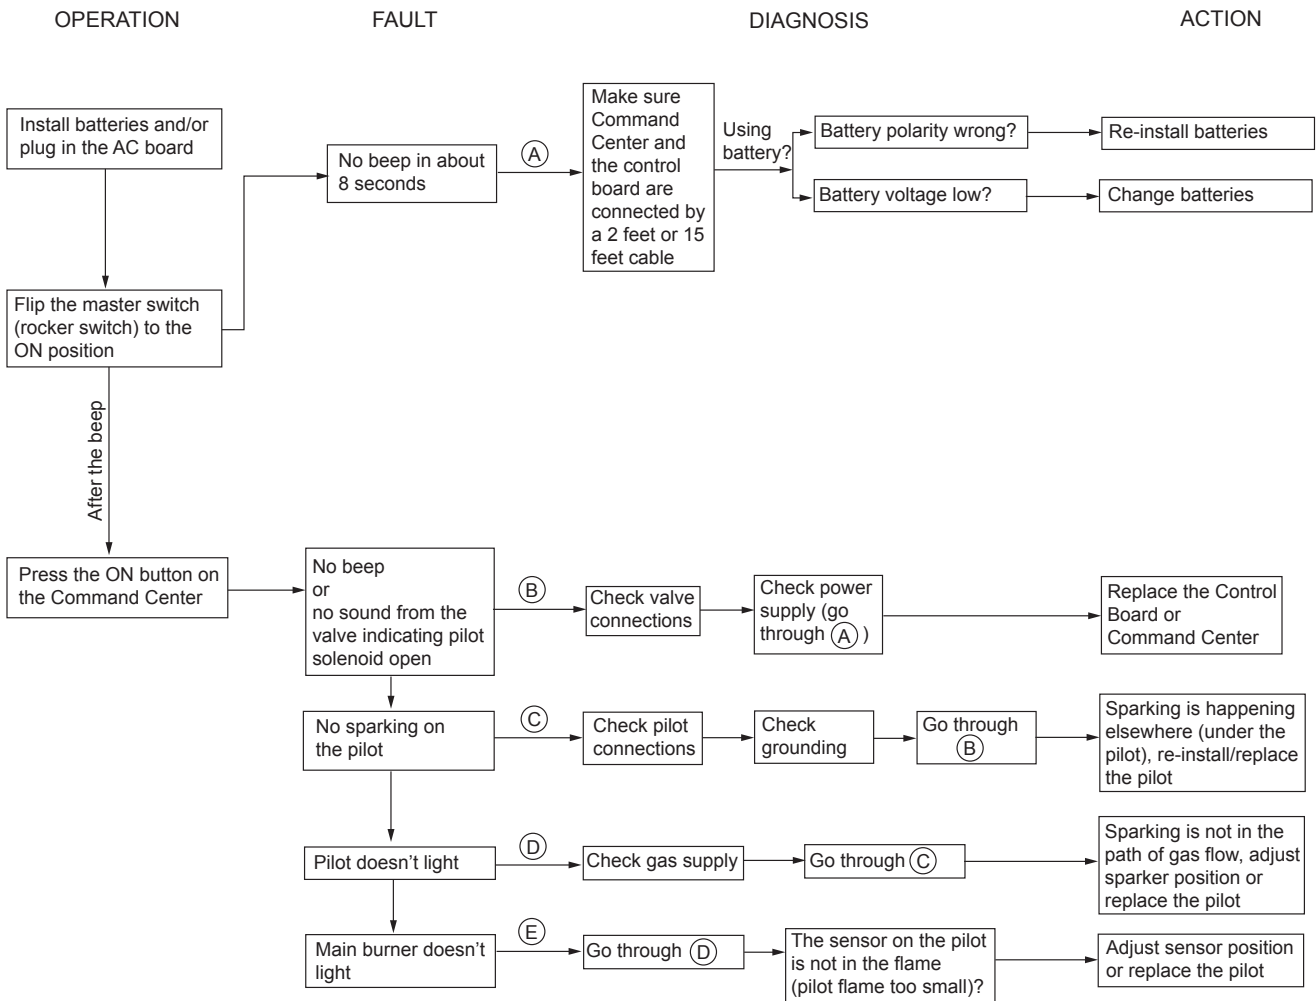 OPERATION
FAULT
DIAGNOSIS
ACTION
Install batteries and/or
plug in the AC board
No beep in about
8 seconds
A
Make sure
Command
Center and
the control
board are
connected by
a 2 feet or 15
feet cable
Using
battery?
Battery polarity wrong?
Re-install batteries
Battery voltage low?
Change batteries
Flip the master switch
(rocker switch) to the
ON position
After the beep
Press the ON button on
the Command Center
No beep
or
no sound from the
valve indicating pilot
solenoid open
B
Check valve
connections
Check power
supply (go
through A )
Replace the Control
Board or
Command Center
No sparking on
the pilot
C
Check pilot
connections
Check
grounding
Go through
B
Sparking is happening
elsewhere (under the
pilot), re-install/replace
the pilot
Pilot doesn't light
D
Check gas supply
Go through C
Sparking is not in the
path of gas flow, adjust
sparker position or
replace the pilot
Main burner doesn't
light
E
Go through D
The sensor on the pilot
is not in the flame
(pilot flame too small)?
Adjust sensor position
or replace the pilot